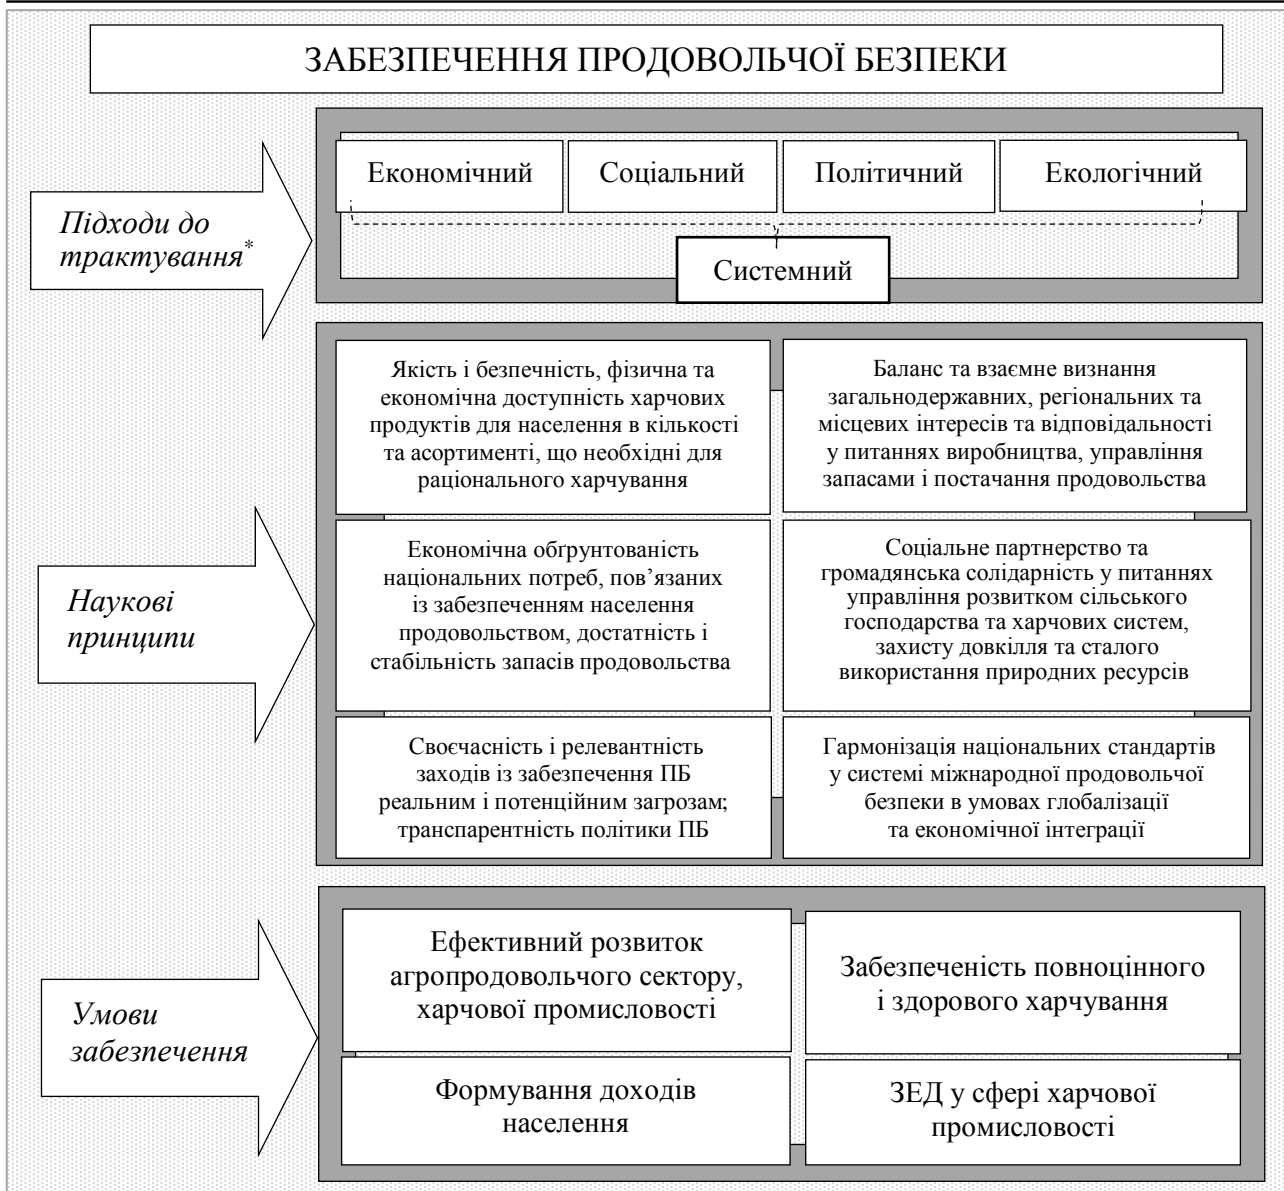 ЗАБЕЗПЕЧЕННЯ ПРОДОВОЛЬЧОЇ БЕЗПЕКИ
Підходи до
трактування*
Економічний
Соціальний
Політичний
Екологічний
Системний
Наукові
принципи
Якість і безпечність, фізична та
економічна доступність харчових
продуктів для населення в кількості
та асортименті, що необхідні для
раціонального харчування
Баланс та взаємне визнання
загальнодержавних, регіональних та
місцевих інтересів та відповідальності
у питаннях виробництва, управління
запасами і постачання продовольства
Економічна обґрунтованість
національних потреб, пов’язаних
із забезпеченням населення
продовольством, достатність і
стабільність запасів продовольства
Соціальне партнерство та
громадянська солідарність у питаннях
управління розвитком сільського
господарства та харчових систем,
захисту довкілля та сталого
використання природних ресурсів
Своєчасність і релевантність
заходів із забезпечення ПБ
реальним і потенційним загрозам;
транспарентність політики ПБ
Гармонізація національних стандартів
у системі міжнародної продовольчої
безпеки в умовах глобалізації
та економічної інтеграції
Умови
забезпечення
Ефективний розвиток
агропродовольчого сектору,
харчової промисловості
Забезпеченість повноцінного
і здорового харчування
Формування доходів
населення
ЗЕД у сфері харчової
промисловості